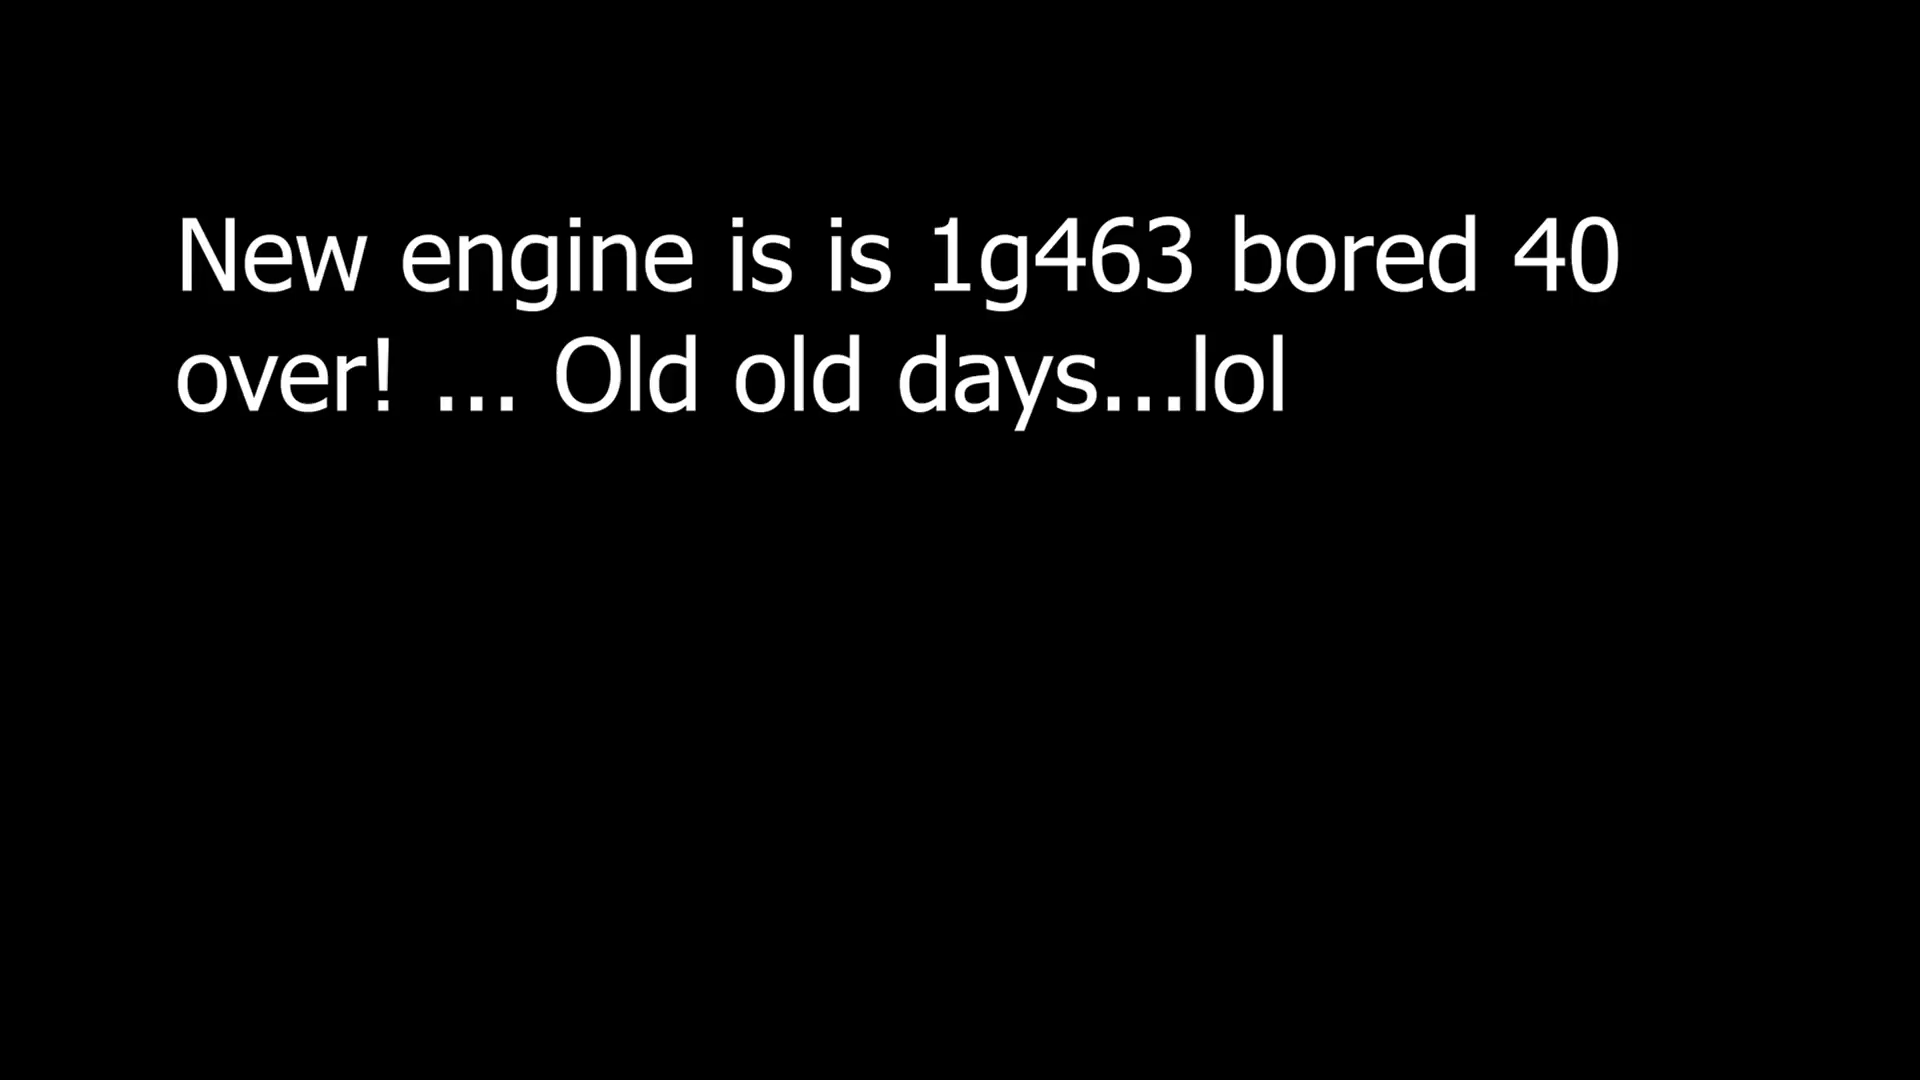 New engine is is 1g463 bored 40
over! ... Old old days...lol